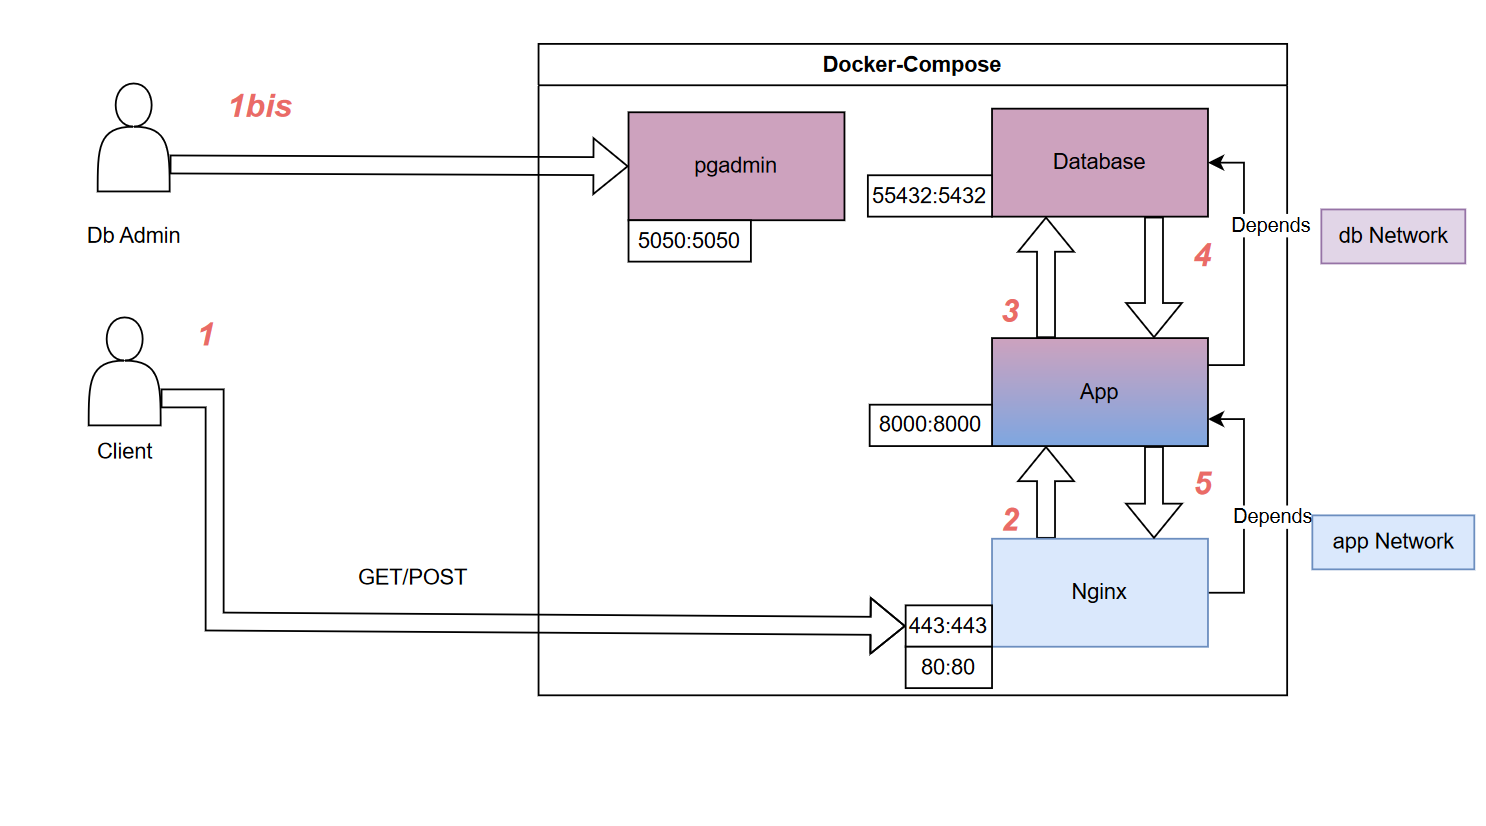 Docker-Compose
1bis
pgadmin
Database
55432:5432
5050:5050
Db Admin
Depends
db Network
4
3
1
App
8000:8000
Client
5
2
Depends
app Network
GET/POST
Nginx
443:443
80:80